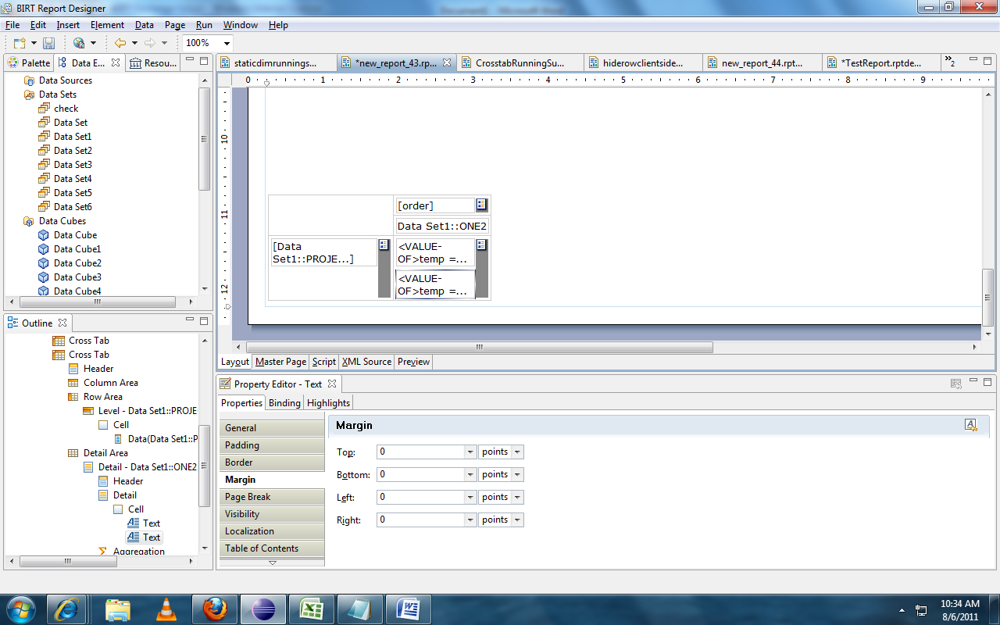 BIRT Report Designer
File Edit Insert Element Data Page Run Window Help
100%
Palette Data E... Resou...
staticdimrunnings... *new_report_43.rp... CrosstabRunningSu... hiderowclientside... new_report_44.rpt... *TestReport.rptde... »2
Data Sources
Data Sets
check
Data Set
Data Set1
Data Set2
Data Set3
Data Set4
Data Set5
Data Set6
Data Cubes
Data Cube
Data Cube1
Data Cube2
Data Cube3
Data Cube4
0 1 2 3 4 5 6 7 8 9
10
11
12
[order]
Data Set1::ONE2
[Data
Set1::PROJE...]
<VALUE-
OF>temp =...
<VALUE-
OF>temp =...
Layout Master Page Script XML Source Preview
Outline
Cross Tab
Cross Tab
Header
Column Area
Row Area
Level - Data Set1::PROJE
Cell
Data(Data Set1::P
Detail Area
Detail - Data Set1::ONE2
Header
Detail
Cell
Text
Text
Aggregation
Property Editor - Text
Properties Binding Highlights
General
Padding
Border
Margin
Page Break
Visibility
Localization
Table of Contents
Margin
Top: 0 points
Bottom: 0 points
Left: 0 points
Right: 0 points
10:34 AM
8/6/2011